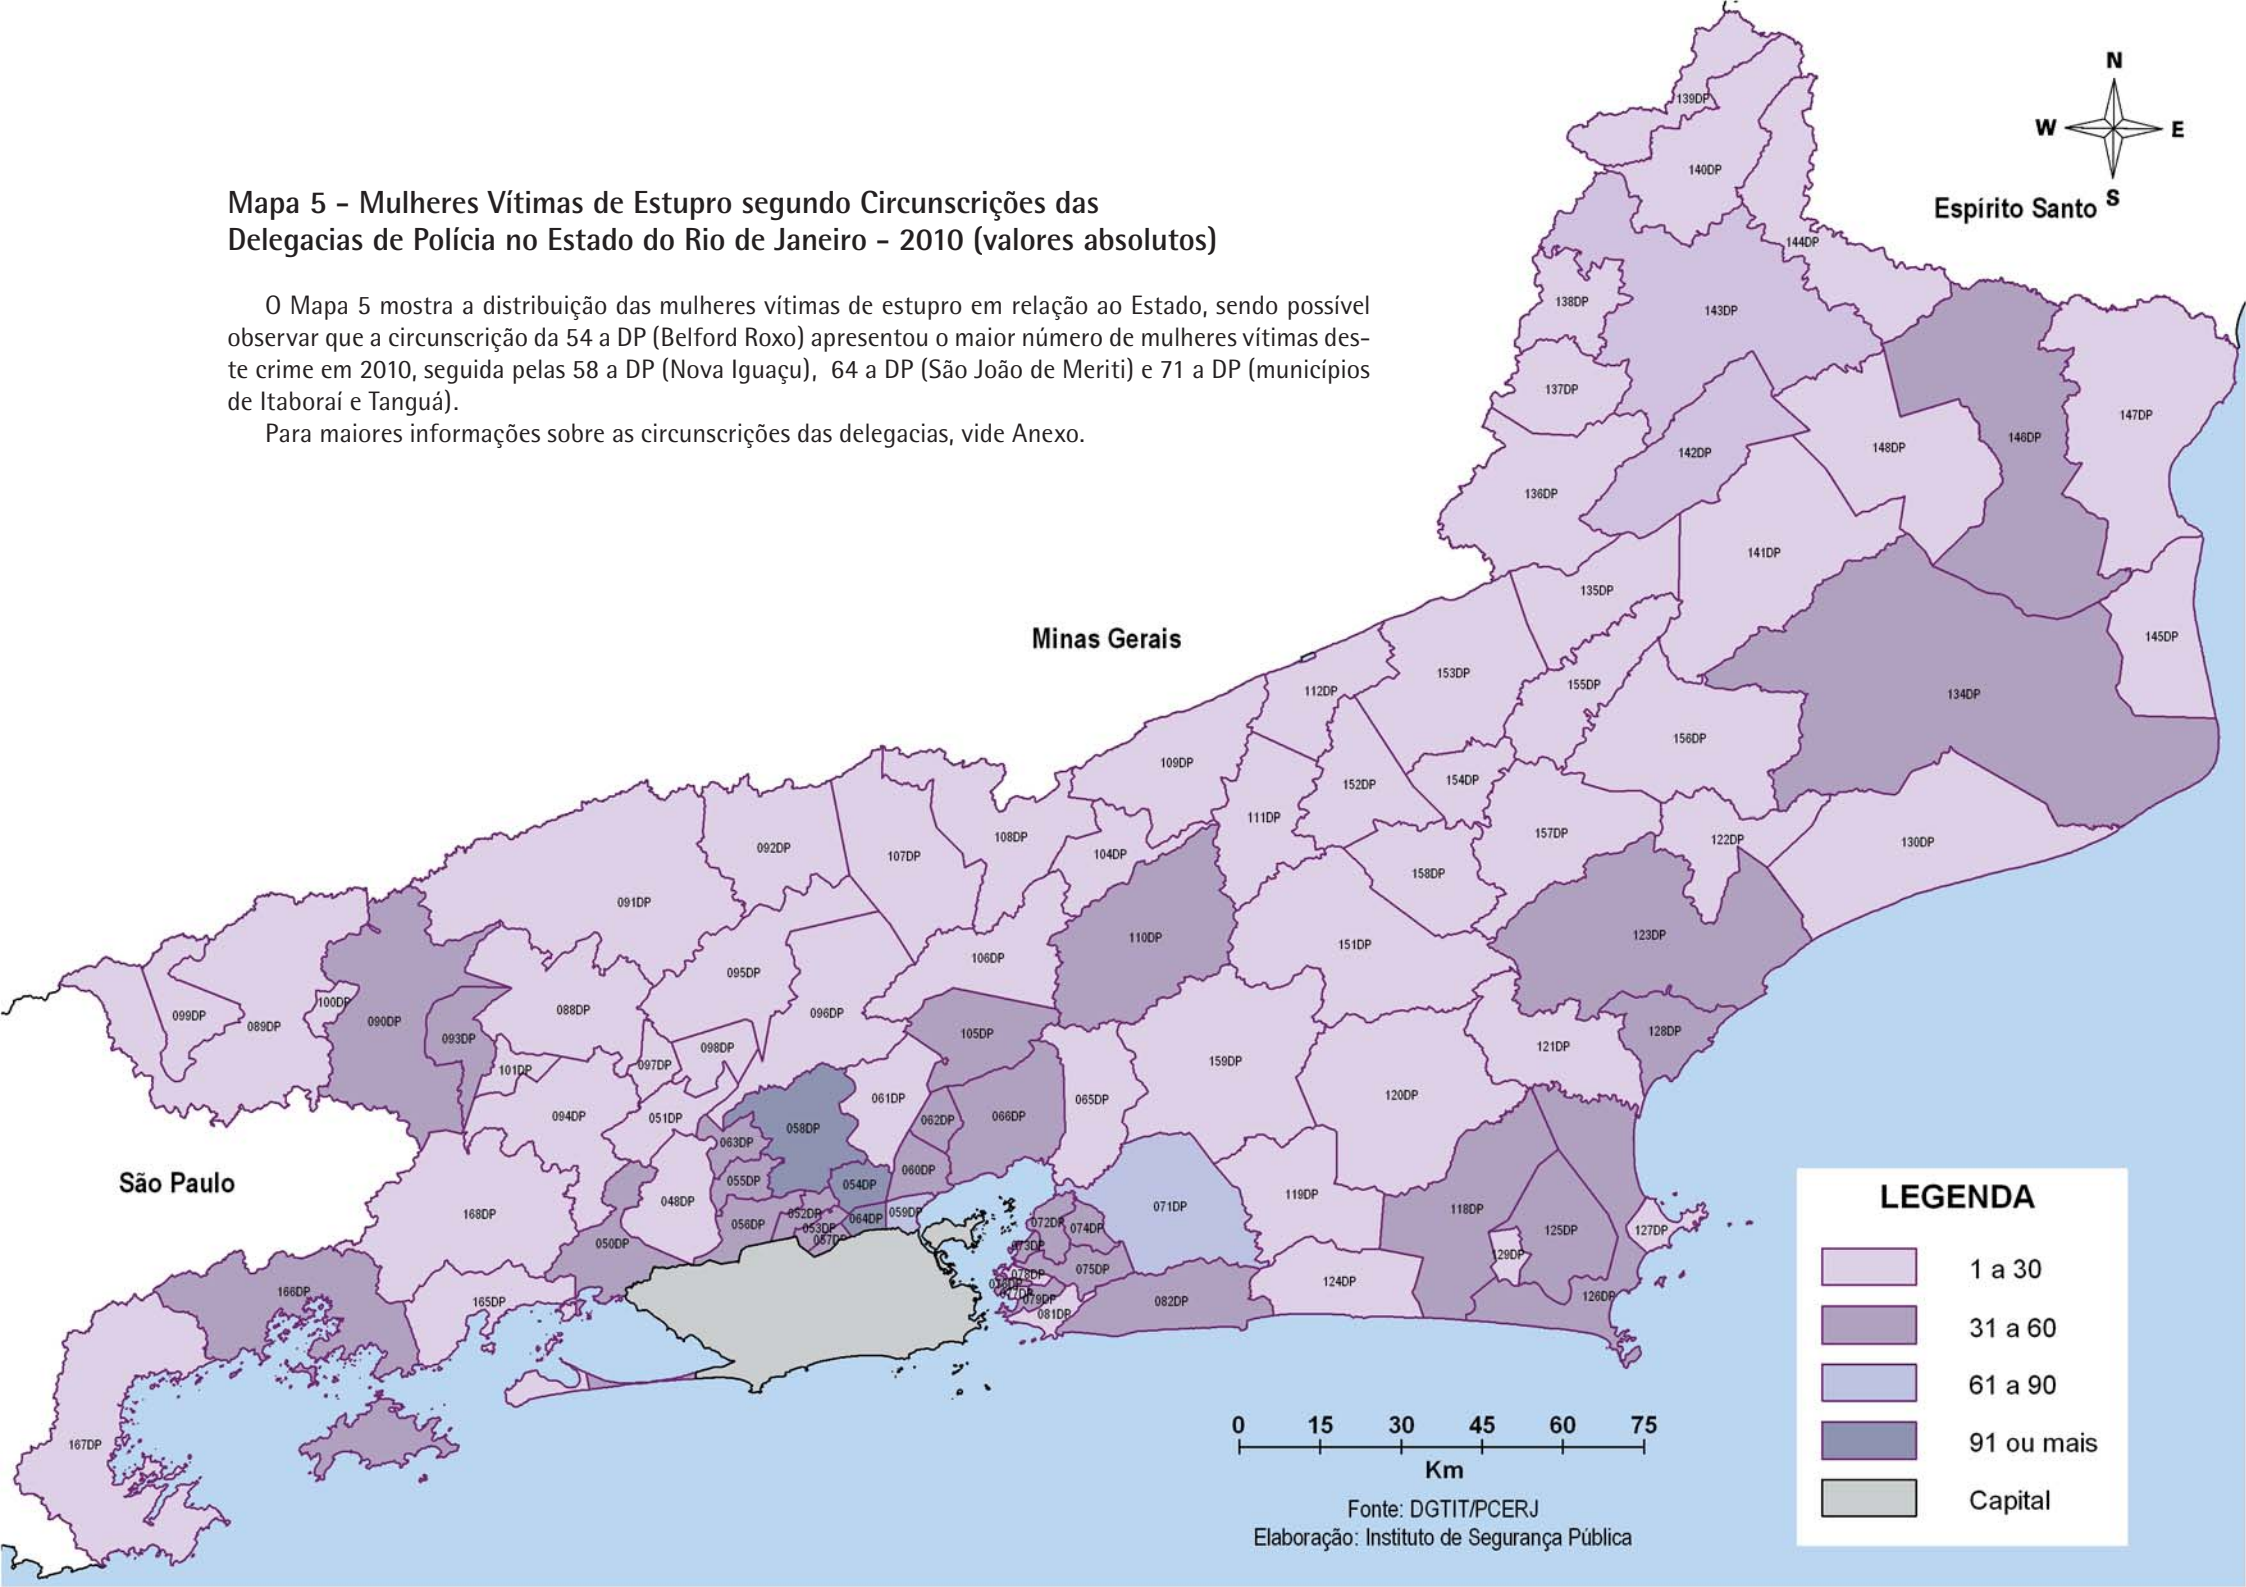 Mapa 5 - Mulheres Vítimas de Estupro segundo Circunscrições das
Delegacias de Polícia no Estado do Rio de Janeiro - 2010 (valores absolutos)
O Mapa 5 mostra a distribuição das mulheres vítimas de estupro em relação ao Estado, sendo possível
observar que a circunscrição da 54 a DP (Belford Roxo) apresentou o maior número de mulheres vítimas des-
te crime em 2010, seguida pelas 58 a DP (Nova Iguaçu), 64 a DP (São João de Meriti) e 71 a DP (municípios
de Itaboraí e Tanguá).
Para maiores informações sobre as circunscrições das delegacias, vide Anexo.
N
W
E
S
Espírito Santo
Minas Gerais
São Paulo
139DP
140DP
144DP
138DP
143DP
137DP
147DP
146DP
148DP
142DP
136DP
141DP
135DP
145DP
153DP
155DP
112DP
134DP
156DP
109DP
154DP
152DP
111DP
157DP
122DP
130DP
108DP
092DP
107DP
104DP
158DP
091DP
110DP
151DP
123DP
106DP
095DP
100DP
099DP
089DP
090DP
088DP
096DP
093DP
105DP
128DP
098DP
159DP
121DP
097DP
101DP
061DP
065DP
120DP
094DP
051DP
062DP
066DP
058DP
063DP
060DP
055DP
054DP
048DP
119DP
071DP
118DP
168DP
052DP
059DP
064DP
056DP
053DP
057DP
072DP
074DP
125DP
127DP
050DP
073DP
129DP
075DP
078DP
124DP
166DP
077DP
126DP
165DP
079DP
082DP
081DP
167DP
LEGENDA
1 a 30
31 a 60
61 a 90
91 ou mais
Capital
0 15 30 45 60 75
Km
Fonte: DGTIT/PCERJ
Elaboração: Instituto de Segurança Pública